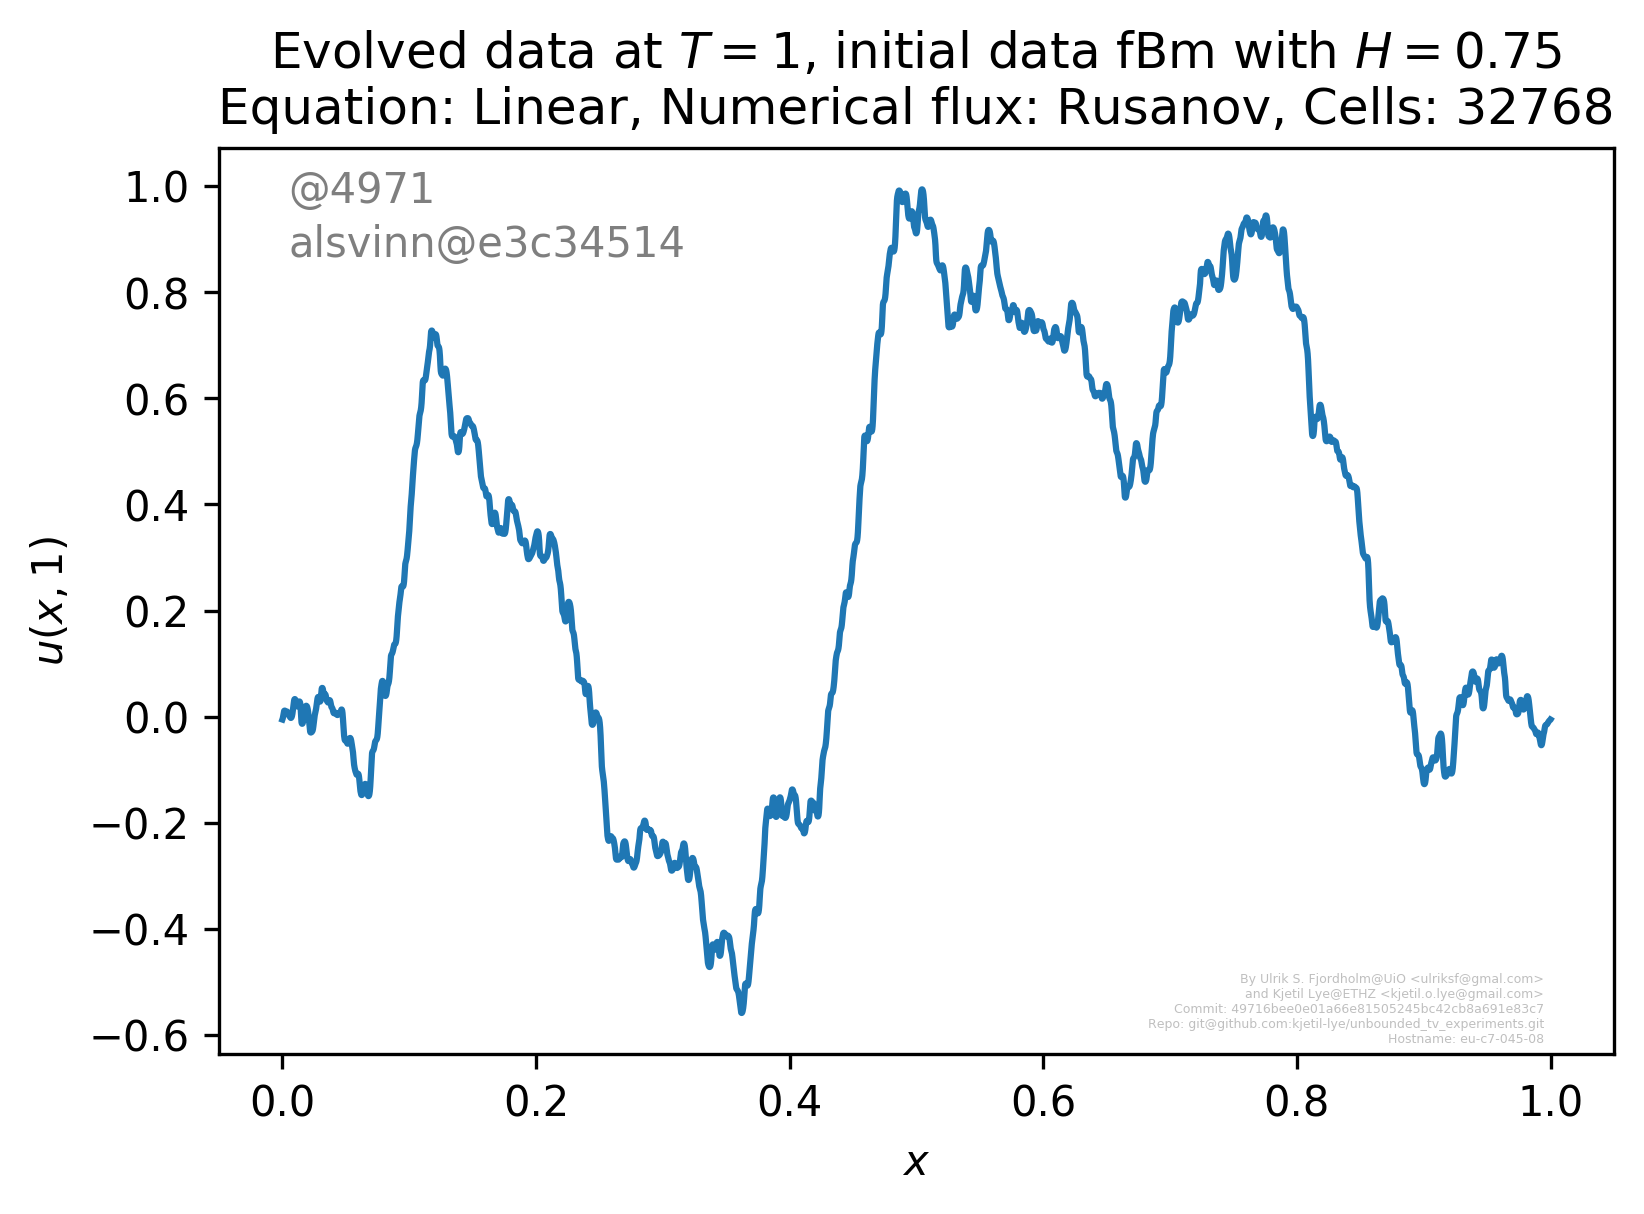 Evolved data at T = 1, initial data fBm with H = 0.75
Equation: Linear, Numerical flux: Rusanov, Cells: 32768
@4971
alsvinn@e3c34514
1.0
0.8
0.6
0.4
0.2
0.0
−0.2
−0.4
−0.6
u(x, 1)
By Ulrik S. Fjordholm@UiO <ulriksf@gmal.com>
and Kjetil Lye@ETHZ <kjetil.o.lye@gmail.com>
Commit: 49716bee0e01a66e81505245bc42cb8a691e83c7
Repo: git@github.com:kjetil-lye/unbounded_tv_experiments.git
Hostname: eu-c7-045-08
0.0 0.2 0.4 0.6 0.8 1.0
x